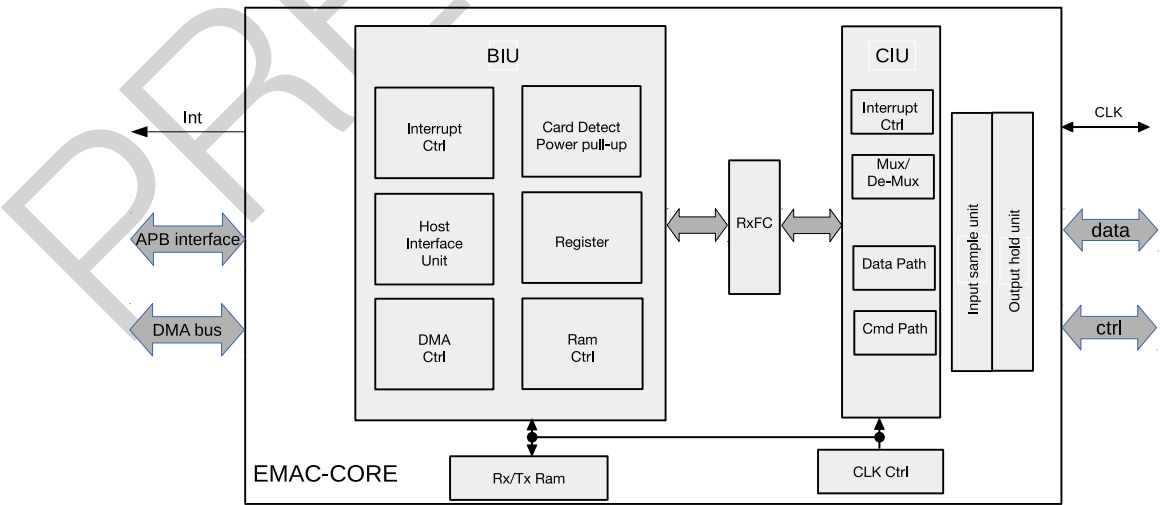 BIU
CIU
Interrupt
Ctrl
Card Detect
Power pull-up
Host
Interface
Unit
Register
DMA
Ctrl
Ram
Ctrl
RxFC
Interrupt
Ctrl
Mux/
De-Mux
Data Path
Cmd Path
Input sample unit
Output hold unit
Int
APB interface
DMA bus
CLK
data
ctrl
EMAC-CORE
Rx/Tx Ram
CLK Ctrl